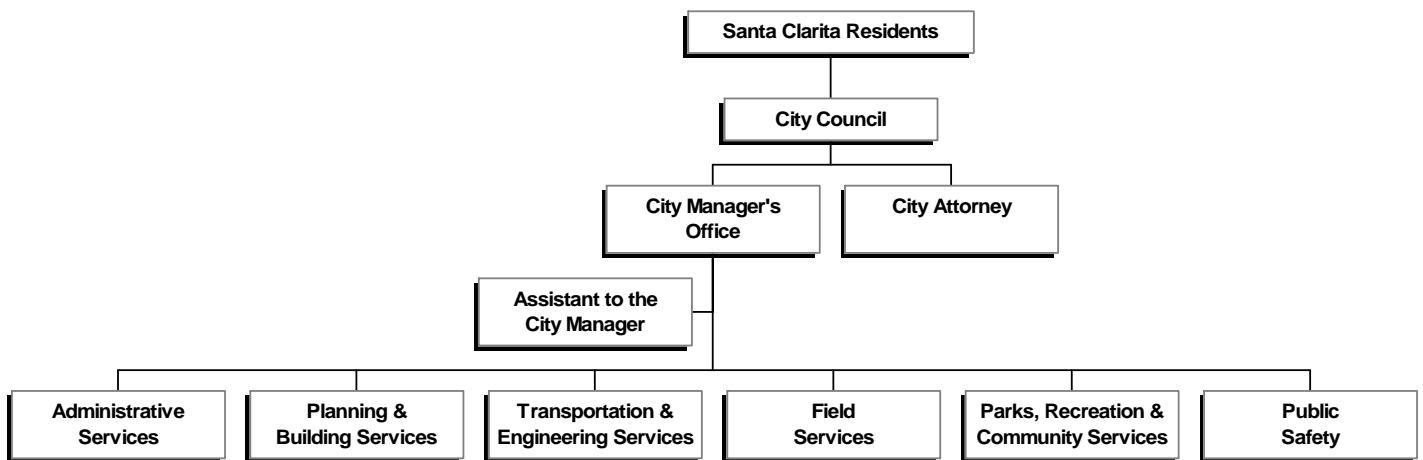 Santa Clarita Residents
City Council
City Manager's
Office
City Attorney
Assistant to the
City Manager
Administrative
Services
Planning &
Building Services
Transportation &
Engineering Services
Field
Services
Parks, Recreation &
Community Services
Public
Safety